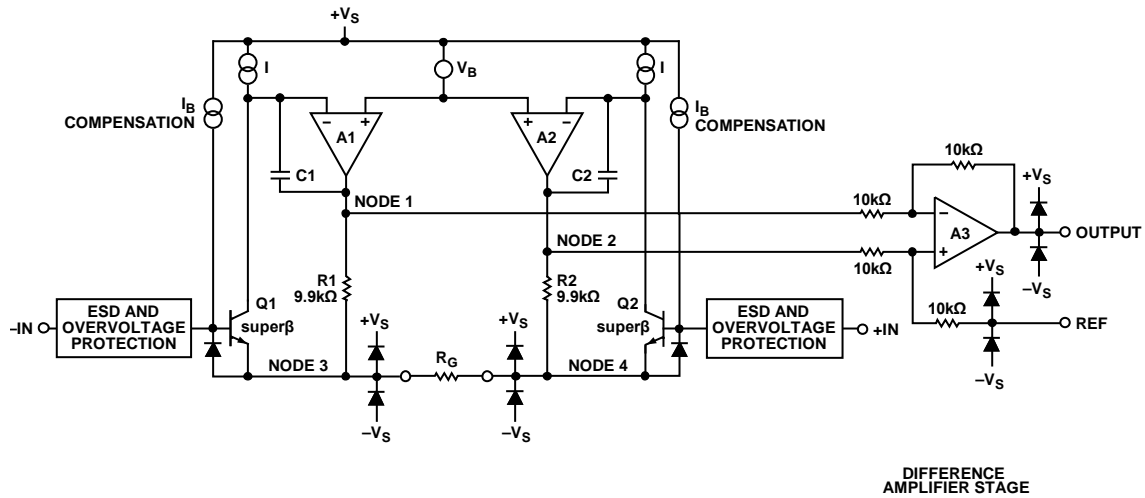 +VS
I
VB
I
IB
COMPENSATION
IB
COMPENSATION
− +
A1
+ −
A2
C1
C2
NODE 1
NODE 2
10kΩ
10kΩ
10kΩ
10kΩ
−
A3
+
+VS
OUTPUT
−VS
+VS
REF
−VS
R1
9.9kΩ
R2
9.9kΩ
–IN
ESD AND
OVERVOLTAGE
PROTECTION
Q1
superβ
Q2
superβ
ESD AND
OVERVOLTAGE
PROTECTION
+IN
+VS
+VS
NODE 3
RG
NODE 4
−VS
−VS
DIFFERENCE
AMPLIFIER STAGE